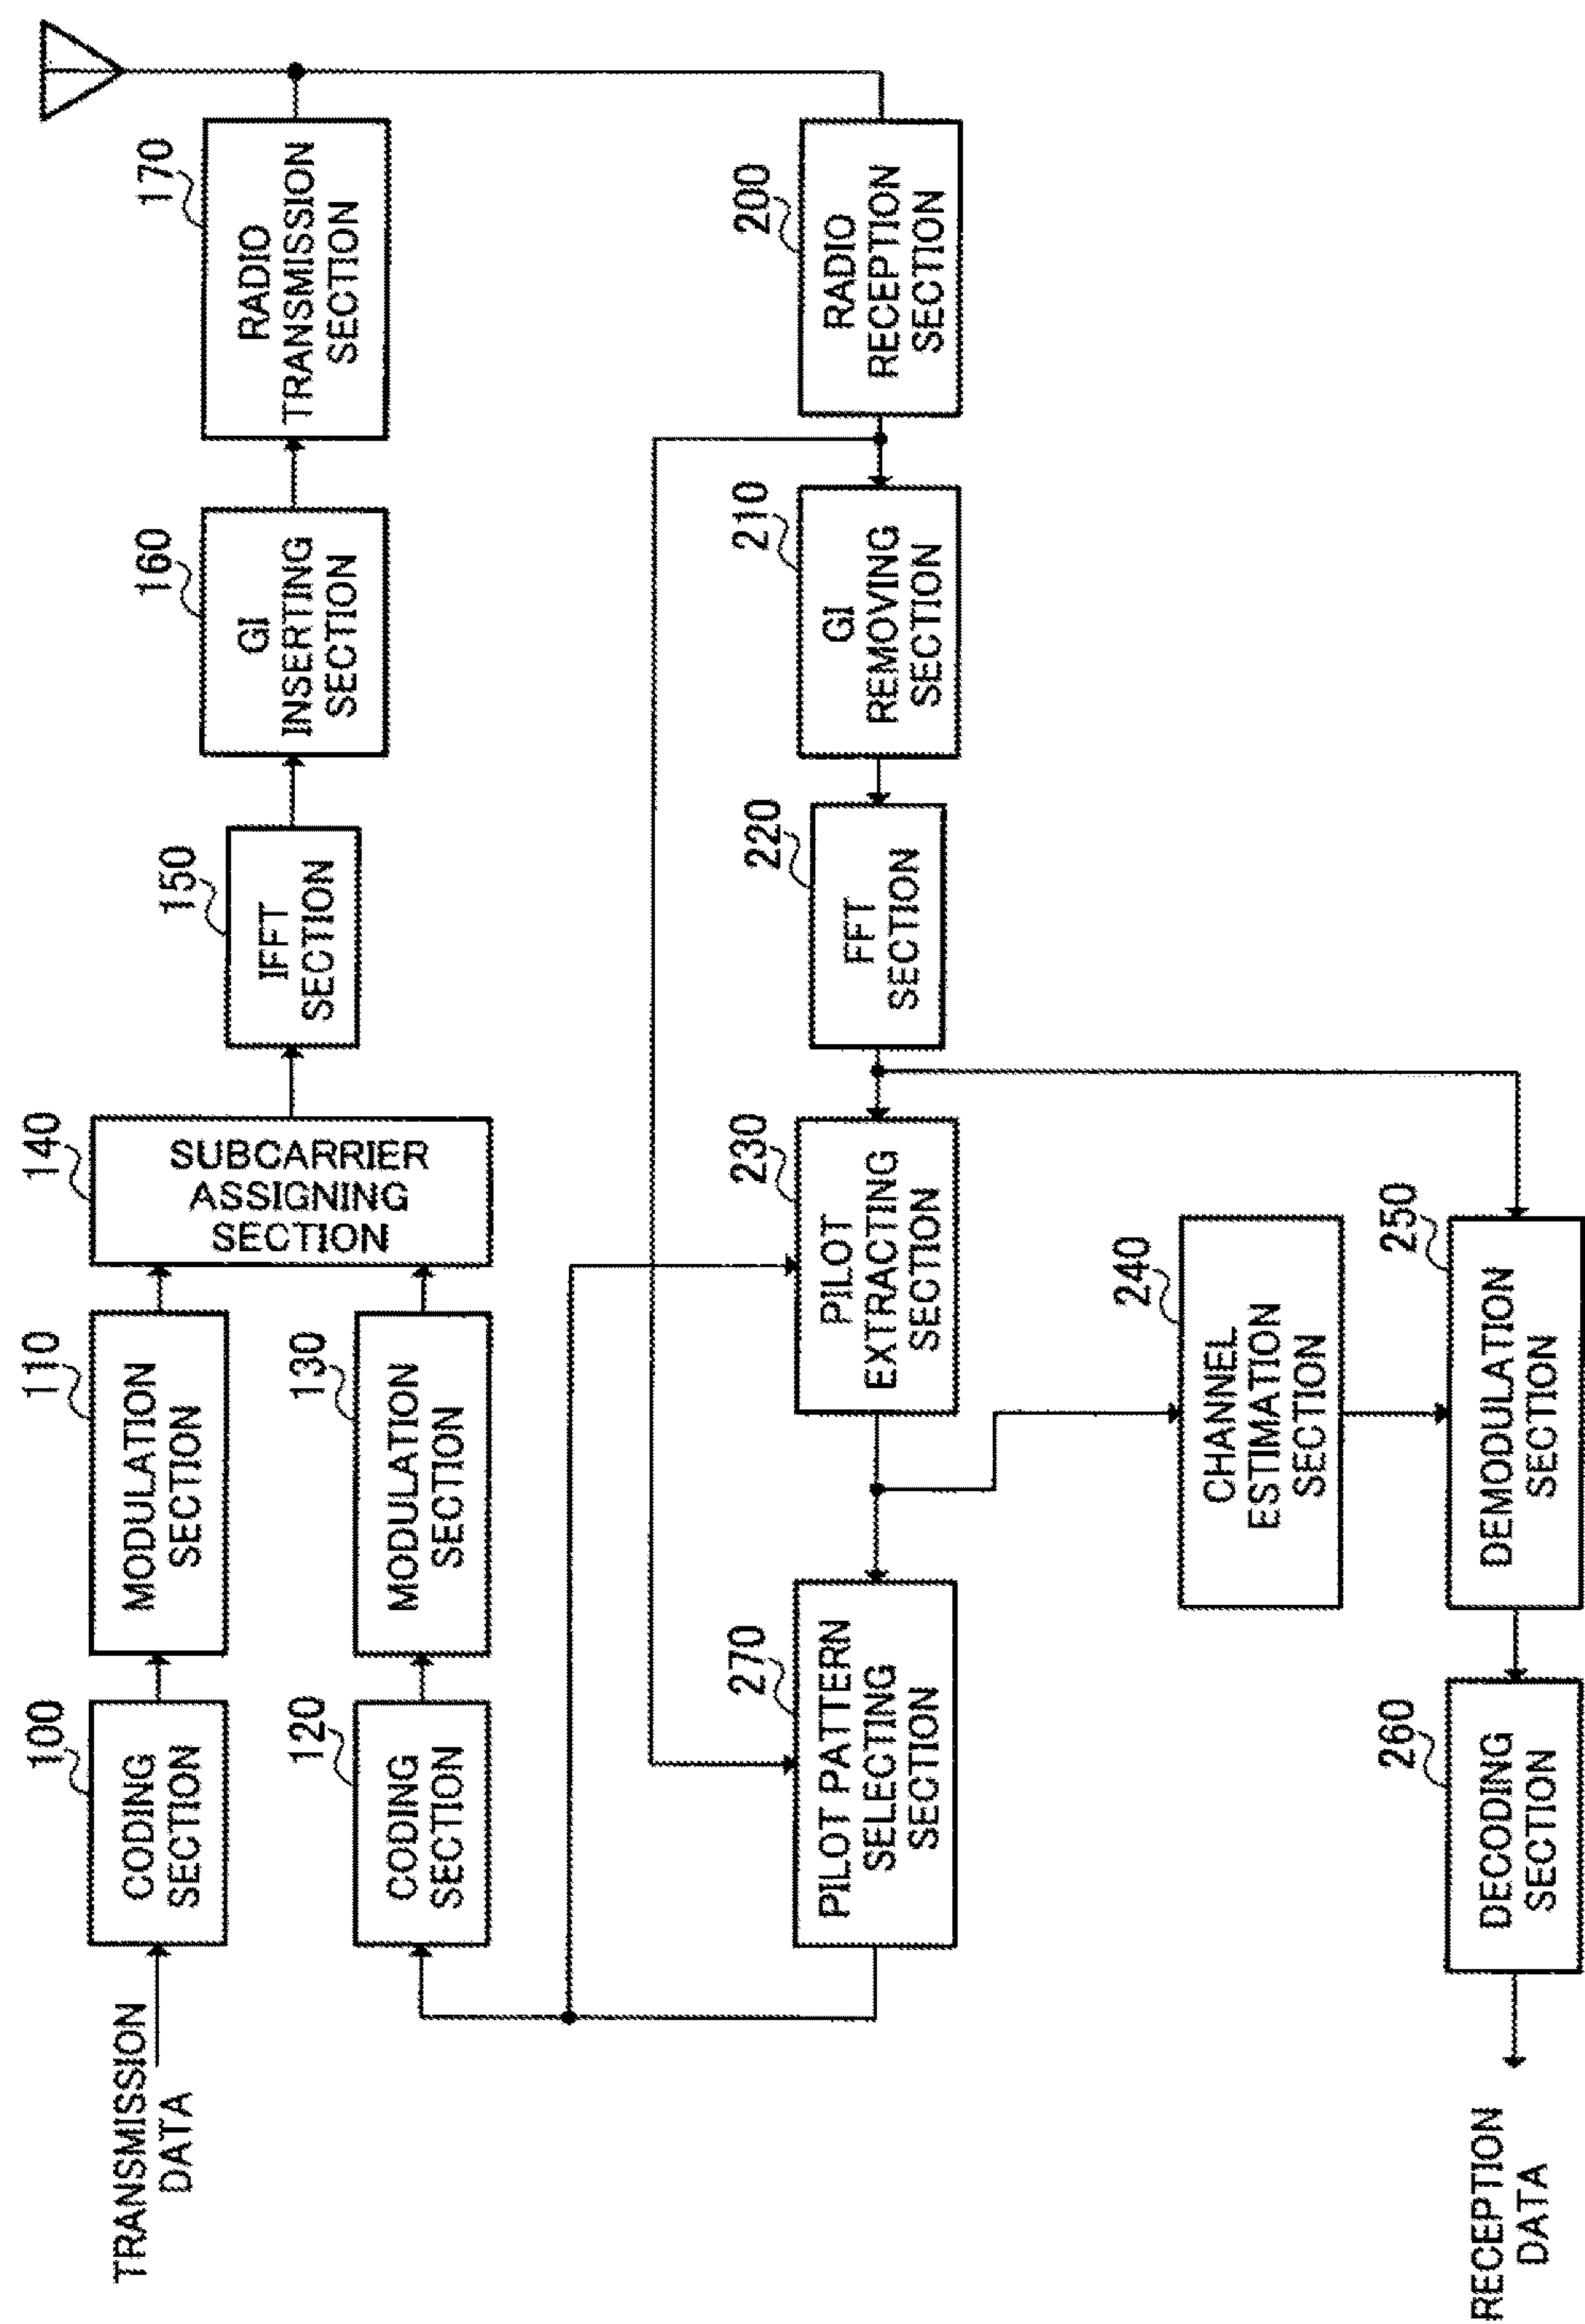 TRANSMISSION
DATA
100
CODING
SECTION
110
MODULATION
SECTION
120
CODING
SECTION
130
MODULATION
SECTION
140
SUBCARRIER
ASSIGNING
SECTION
150
IFFT
SECTION
160
GI
INSERTING
SECTION
170
RADIO
TRANSMISSION
SECTION
270
PILOT PATTERN
SELECTING
SECTION
230
PILOT
EXTRACTING
SECTION
220
FFT
SECTION
210
GI
REMOVING
SECTION
200
RADIO
RECEPTION
SECTION
240
CHANNEL
ESTIMATION
SECTION
RECEPTION
DATA
260
DECODING
SECTION
250
DEMODULATION
SECTION